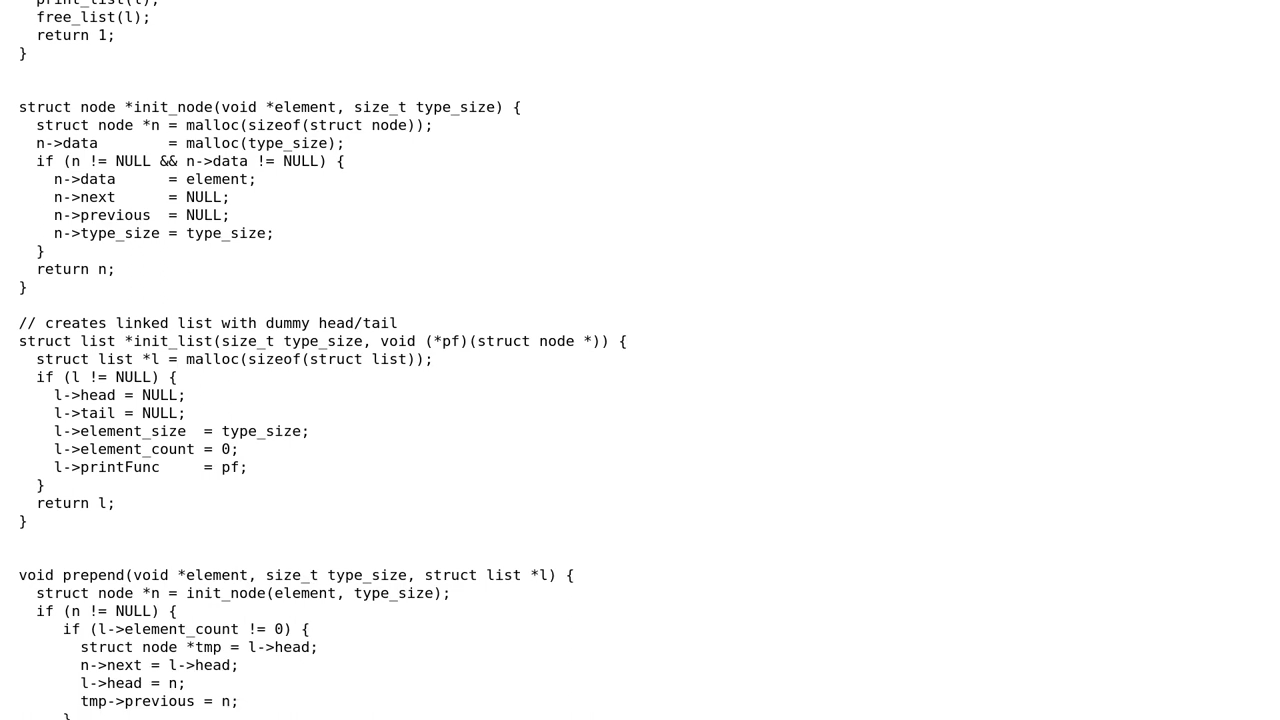 print_list(l);
free_list(l);
return 1;
}
struct node *init_node(void *element, size_t type_size) {
struct node *n = malloc(sizeof(struct node));
n->data        = malloc(type_size);
if (n != NULL && n->data != NULL) {
n->data      = element;
n->next      = NULL;
n->previous  = NULL;
n->type_size = type_size;
}
return n;
}
// creates linked list with dummy head/tail
struct list *init_list(size_t type_size, void (*pf)(struct node *)) {
struct list *l = malloc(sizeof(struct list));
if (l != NULL) {
l->head = NULL;
l->tail = NULL;
l->element_size  = type_size;
l->element_count = 0;
l->printFunc     = pf;
}
return l;
}
void prepend(void *element, size_t type_size, struct list *l) {
struct node *n = init_node(element, type_size);
if (n != NULL) {
if (l->element_count != 0) {
struct node *tmp = l->head;
n->next = l->head;
l->head = n;
tmp->previous = n;
}